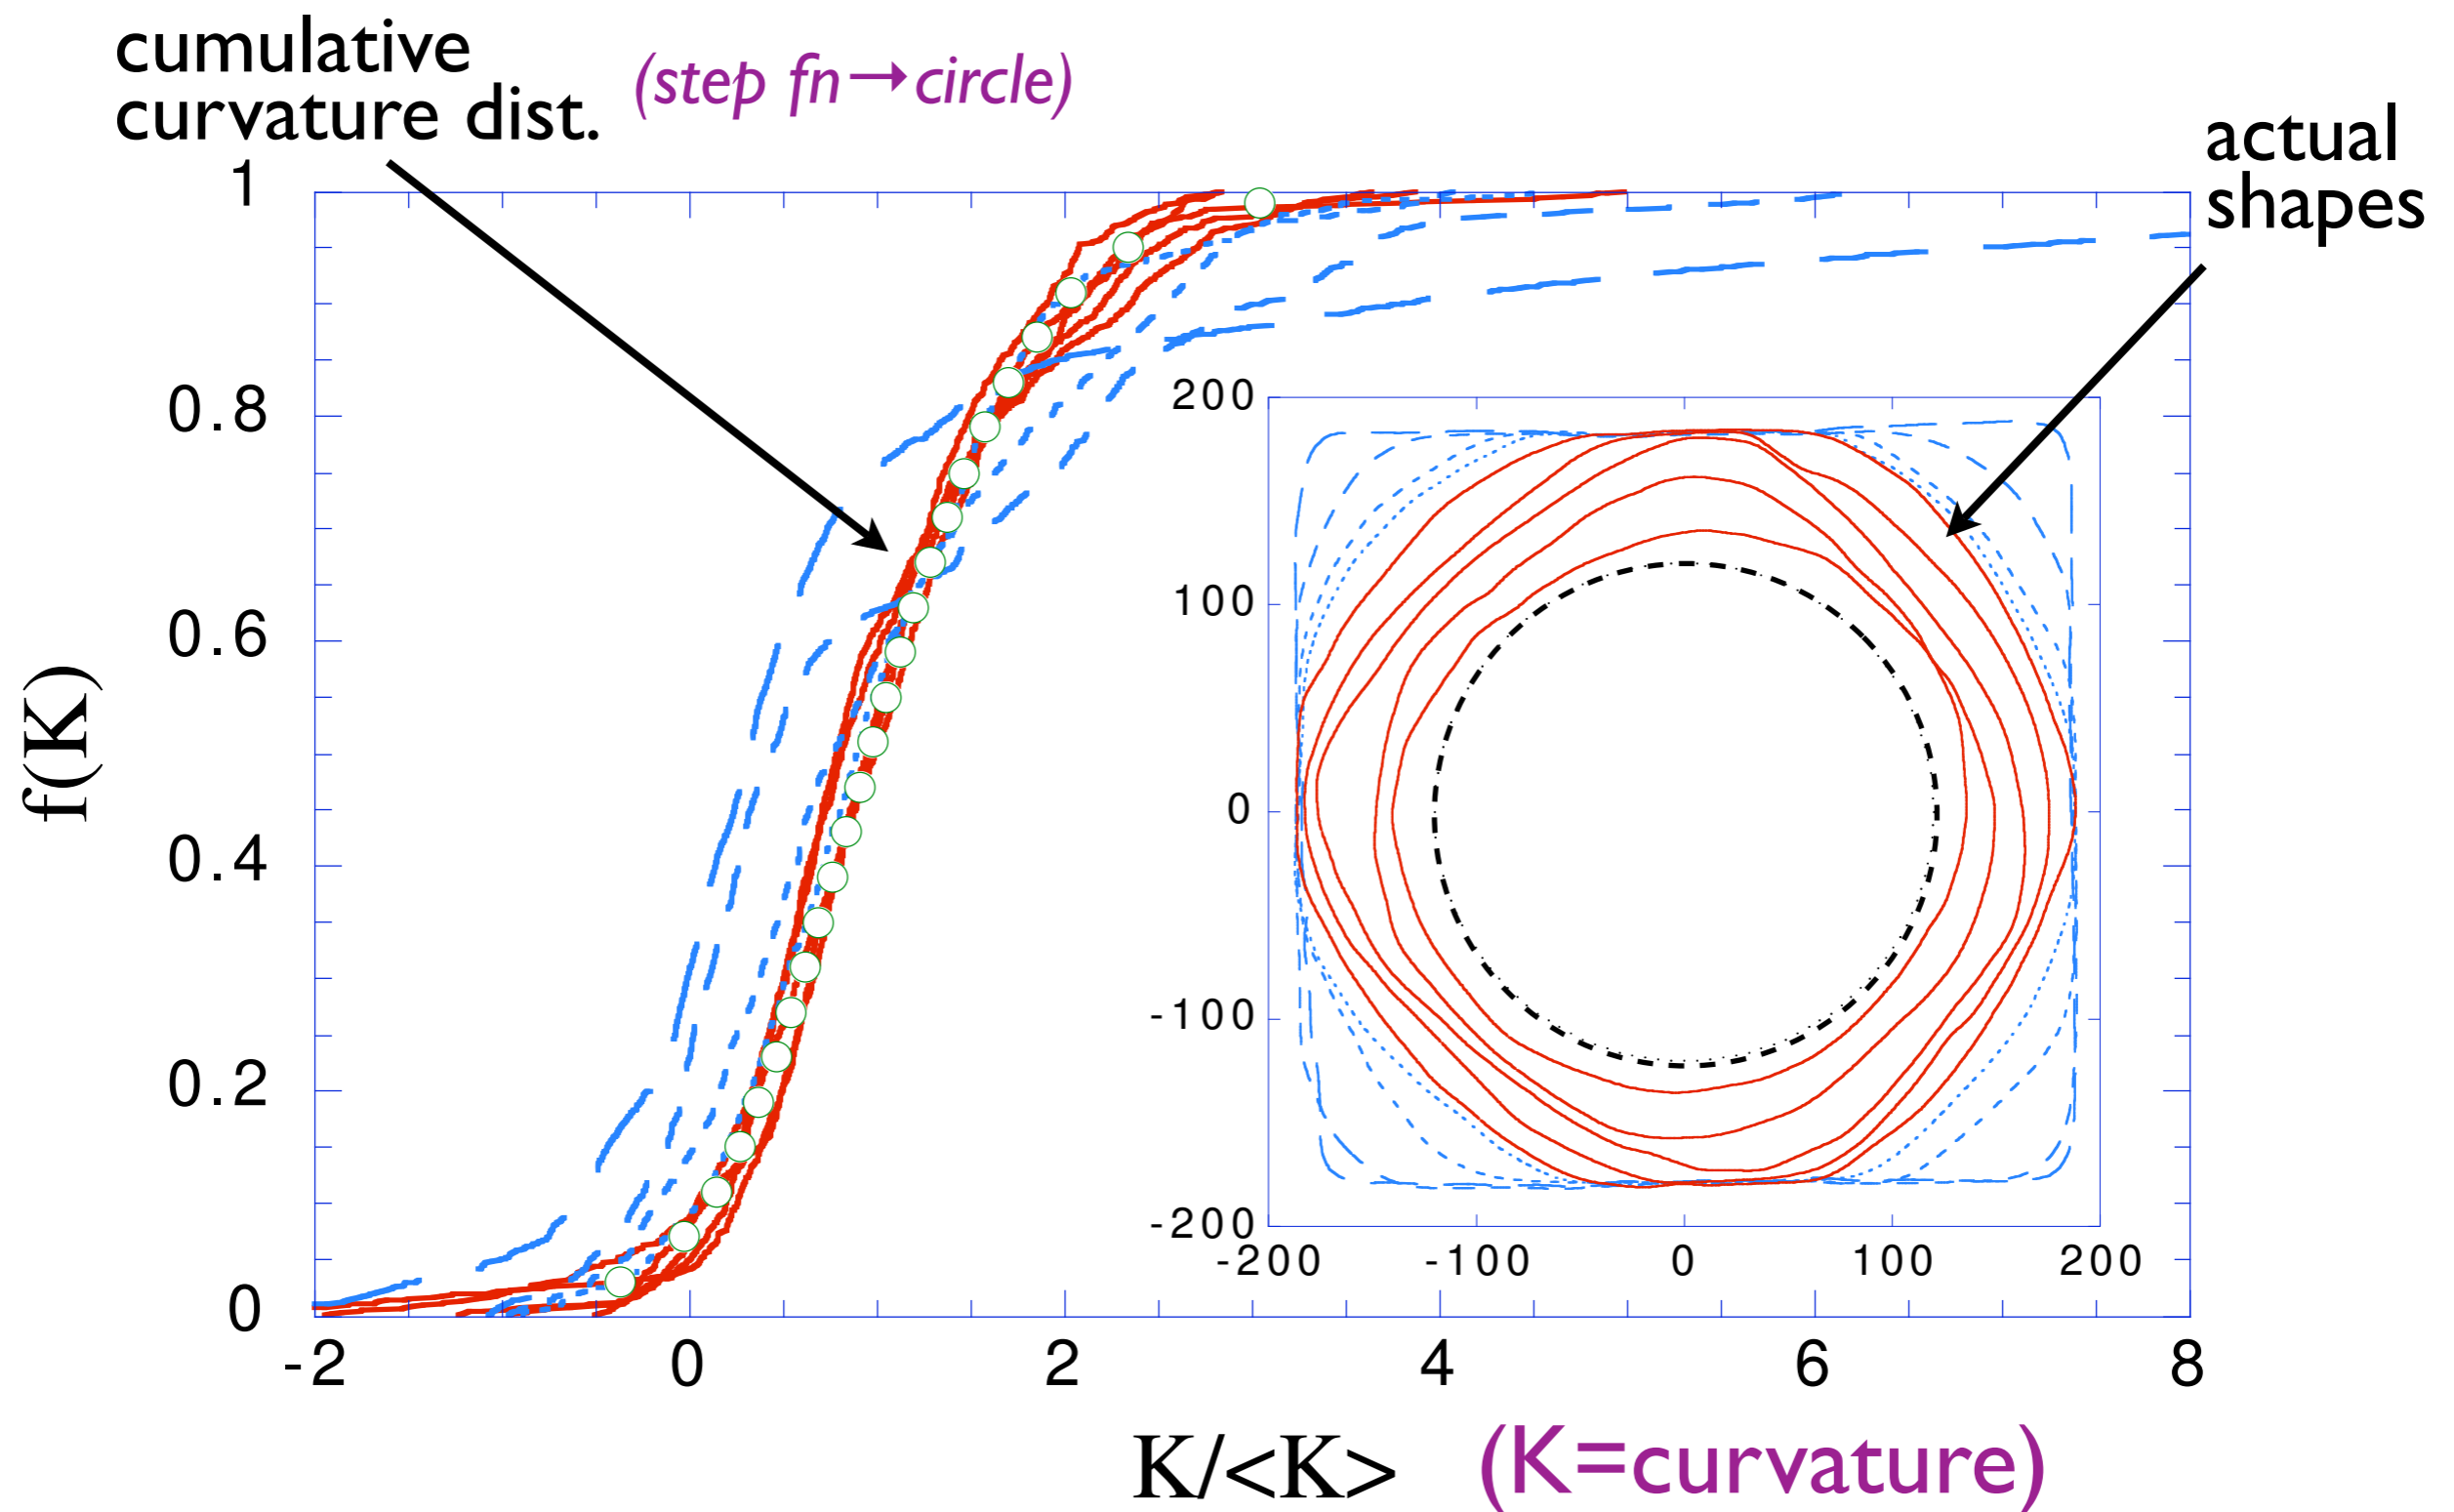 cumulative
curvature dist.
(step fn→circle)
actual
shapes
1
0.8
0.6
0.4
0.2
0
f(K)
-2
0
2
4
6
8
K/<K>
(K=curvature)
200
100
0
-100
-200
-200
-100
0
100
200